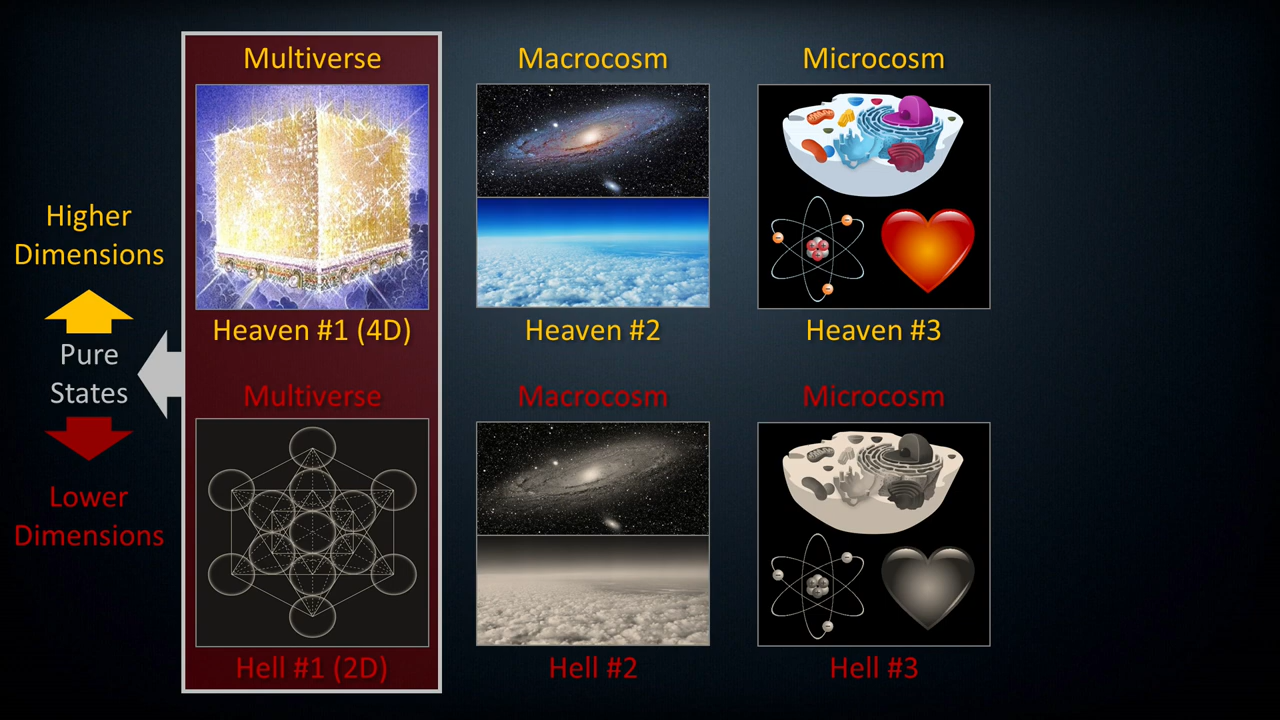 Multiverse
Macrocosm
Microcosm
Higher
Dimensions
Heaven #1 (4D)
Heaven #2
Heaven #3
Pure
States
Multiverse
Macrocosm
Microcosm
Lower
Dimensions
Hell #1 (2D)
Hell #2
Hell #3